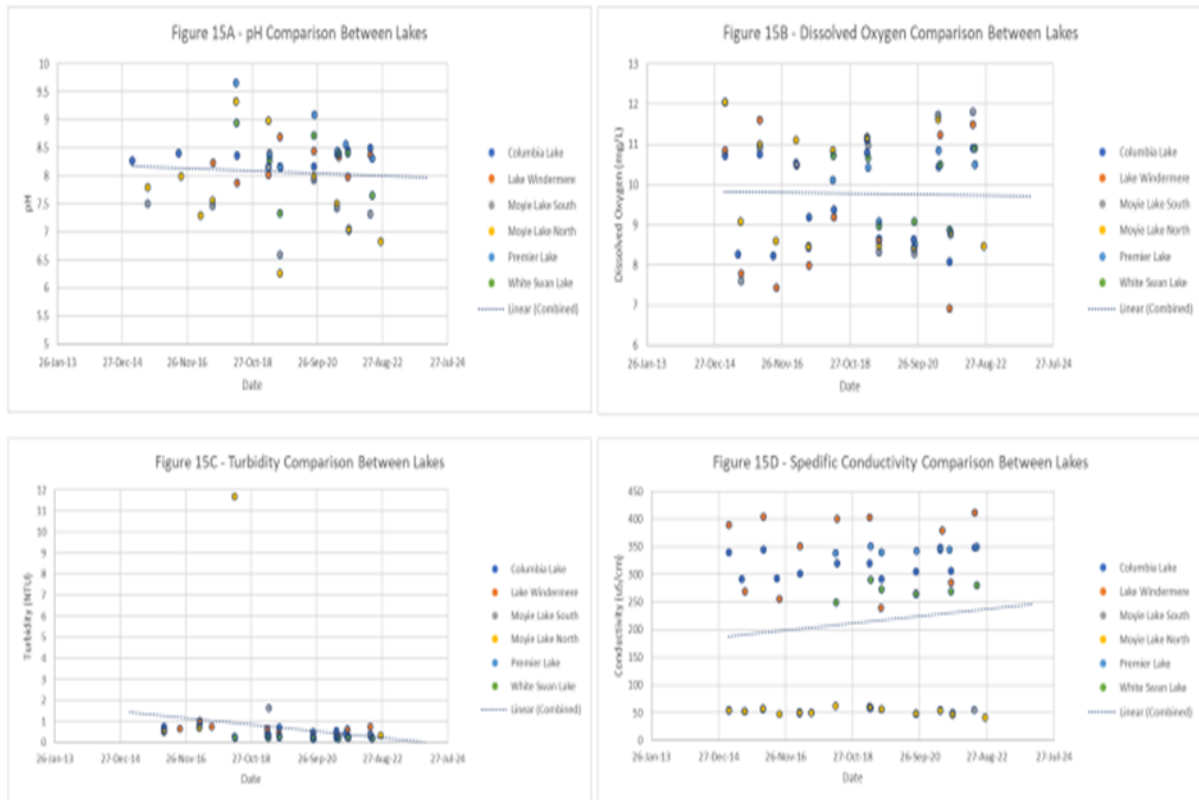 Figure 15A - pH Comparison Between Lakes
10
9.5
9
8.5
8
7.5
7
6.5
6
5.5
5
pH
26-Jan-13 27-Dec-14 26-Nov-16 27-Oct-18 26-Sep-20 27-Aug-22 27-Jul-24
Date
Columbia Lake
Lake Windermere
Moyie Lake South
Moyie Lake North
Premier Lake
White Swan Lake
Linear (Combined)
Figure 15B - Dissolved Oxygen Comparison Between Lakes
13
12
11
10
9
8
7
6
Dissolved Oxygen (mg/L)
26-Jan-13 27-Dec-14 26-Nov-16 27-Oct-18 26-Sep-20 27-Aug-22 27-Jul-24
Date
Columbia Lake
Lake Windermere
Moyie Lake South
Moyie Lake North
Premier Lake
White Swan Lake
Linear (Combined)
Figure 15C - Turbidity Comparison Between Lakes
12
11
10
9
8
7
6
5
4
3
2
1
0
Turbidity (NTU)
26-Jan-13 27-Dec-14 26-Nov-16 27-Oct-18 26-Sep-20 27-Aug-22 27-Jul-24
Date
Columbia Lake
Lake Windermere
Moyie Lake South
Moyie Lake North
Premier Lake
White Swan Lake
Linear (Combined)
Figure 15D - Spedific Conductivity Comparison Between Lakes
450
400
350
300
250
200
150
100
50
0
Conductivity (uS/cm)
26-Jan-13 27-Dec-14 26-Nov-16 27-Oct-18 26-Sep-20 27-Aug-22 27-Jul-24
Date
Columbia Lake
Lake Windermere
Moyie Lake South
Moyie Lake North
Premier Lake
White Swan Lake
Linear (Combined)